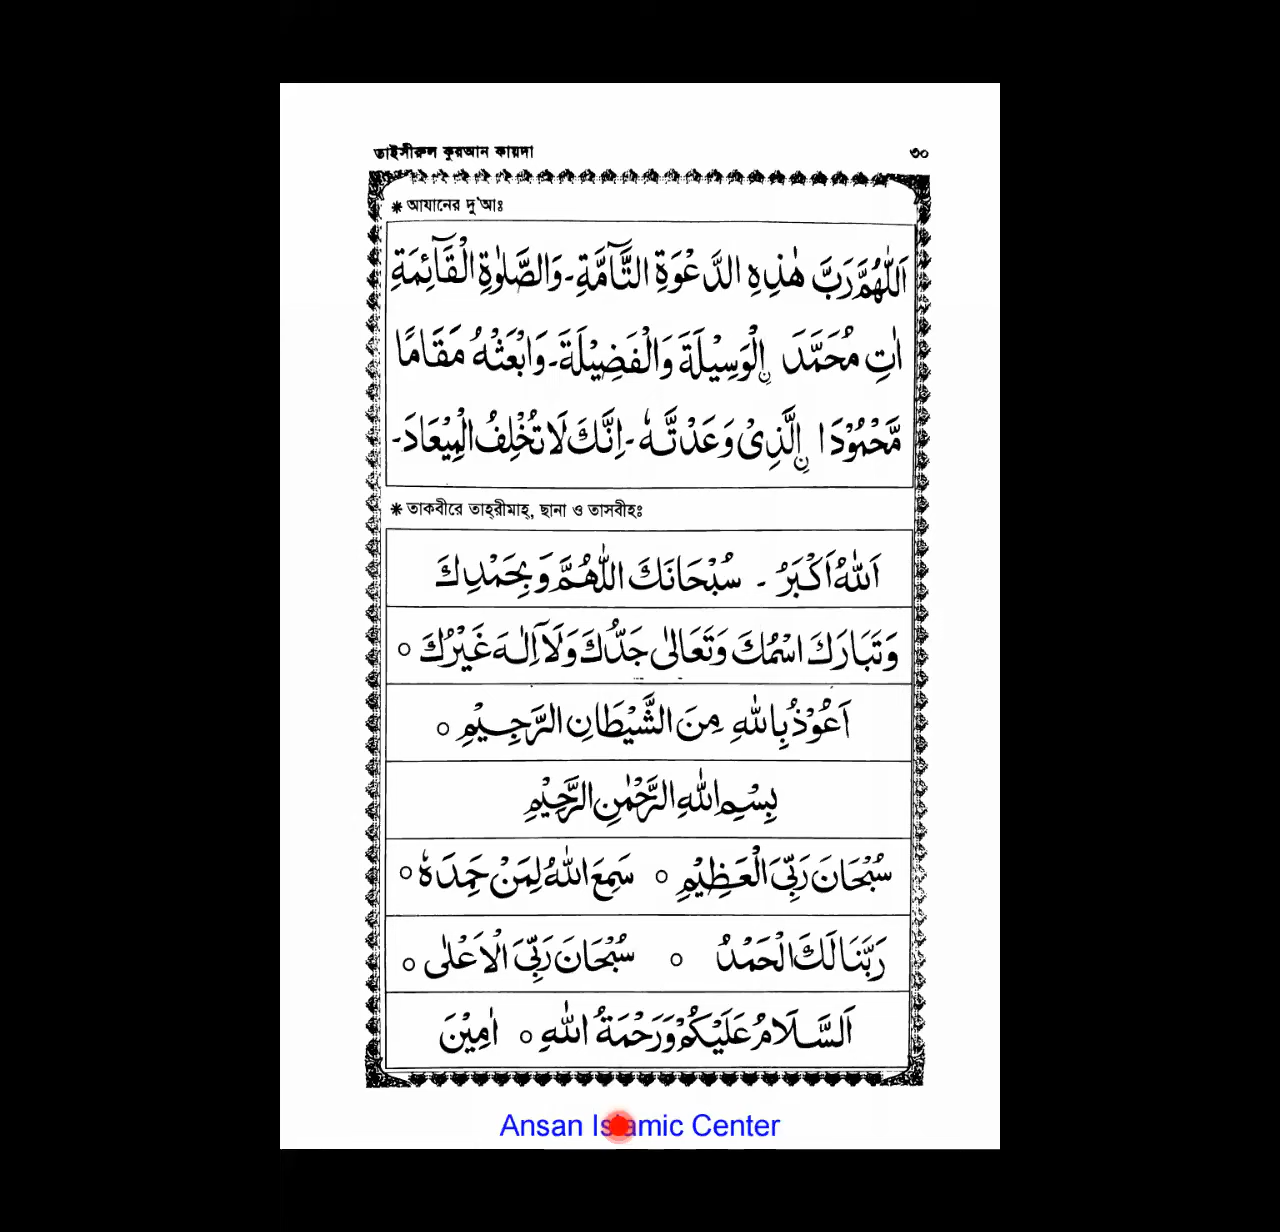 তাইসীরুল কুরআন কায়দা ৩০
* আযানের দু'আঃ
اَللّٰهُمَّ رَبَّ هٰذِهِ الدَّعْوَةِ التَّآمَّةِ۔ وَالصَّلٰوةِ الْقَآئِمَةِ
اٰتِ مُحَمَّدَ نِ الْوَسِيْلَةَ وَالْفَضِيْلَةَ۔ وَابْعَثْهُ مَقَامًا
مَّحْمُوْدَا نِ الَّذِىْ وَعَدْتَّهٗ۔ اِنَّكَ لَا تُخْلِفُ الْمِيْعَادَ۔
* তাকবীরে তাহ্‌রীমাহ্‌, ছানা ও তাসবীহঃ
اَللّٰهُ اَكْبَرُ ۔ سُبْحَانَكَ اللّٰهُمَّ وَبِحَمْدِكَ
وَتَبَارَكَ اسْمُكَ وَتَعَالٰى جَدُّكَ وَلَآ اِلٰهَ غَيْرُكَ ○
اَعُوْذُ بِاللّٰهِ مِنَ الشَّيْطَانِ الرَّجِيْمِ ○
بِسْمِ اللّٰهِ الرَّحْمٰنِ الرَّحِيْمِ
سُبْحَانَ رَبِّىَ الْعَظِيْمِ ○ سَمِعَ اللّٰهُ لِمَنْ حَمِدَهٗ ○
رَبَّنَا لَكَ الْحَمْدُ ○ سُبْحَانَ رَبِّىَ الْاَعْلٰى ○
اَلسَّلَامُ عَلَيْكُمْ وَرَحْمَةُ اللّٰهِ ○ اٰمِيْنَ
Ansan Islamic Center